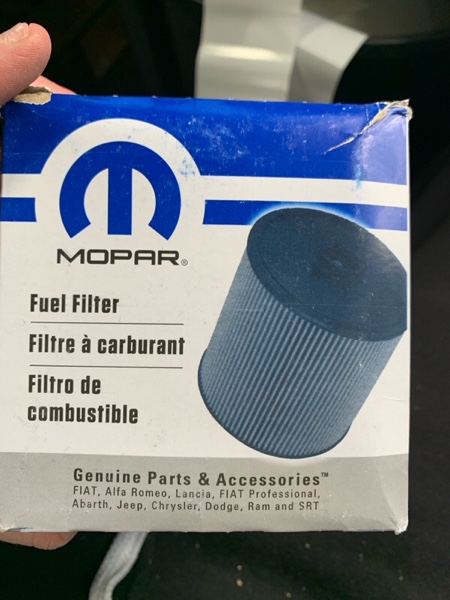 MOPAR®
Fuel Filter
Filtre à carburant
Filtro de
combustible
Genuine Parts & Accessories™
FIAT, Alfa Romeo, Lancia, FIAT Professional,
Abarth, Jeep, Chrysler, Dodge, Ram and SRT